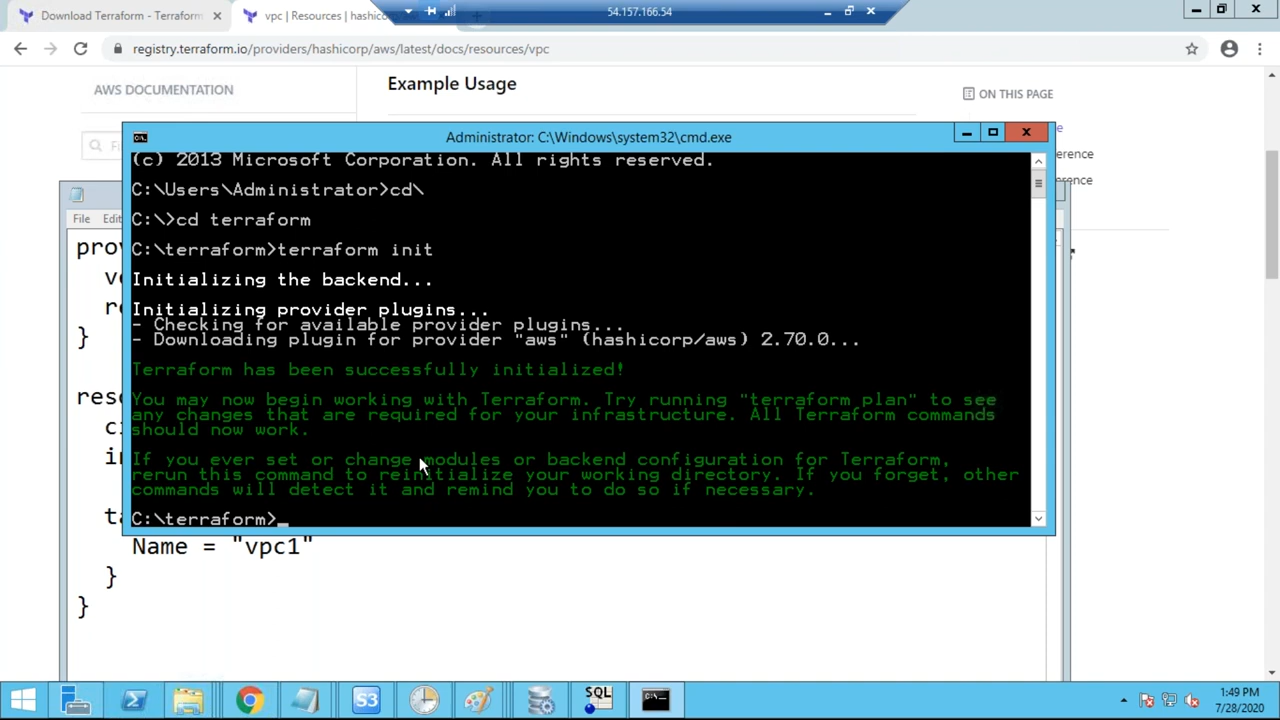 Download Terraform - Terraform
vpc | Resources | hashicorp
54.157.166.54
registry.terraform.io/providers/hashicorp/aws/latest/docs/resources/vpc
AWS DOCUMENTATION
Example Usage
ON THIS PAGE
Administrator: C:\Windows\system32\cmd.exe
(c) 2013 Microsoft Corporation. All rights reserved.
C:\Users\Administrator>cd\
C:\>cd terraform
C:\terraform>terraform init
Initializing the backend...
Initializing provider plugins...
- Checking for available provider plugins...
- Downloading plugin for provider "aws" (hashicorp/aws) 2.70.0...
Terraform has been successfully initialized!
You may now begin working with Terraform. Try running "terraform plan" to see
any changes that are required for your infrastructure. All Terraform commands
should now work.
If you ever set or change modules or backend configuration for Terraform,
rerun this command to reinitialize your working directory. If you forget, other
commands will detect it and remind you to do so if necessary.
C:\terraform>_
File Edit
prov
}
reso
Name = "vpc1"
}
}
erence
erence
S3
SQL
1:49 PM
7/28/2020